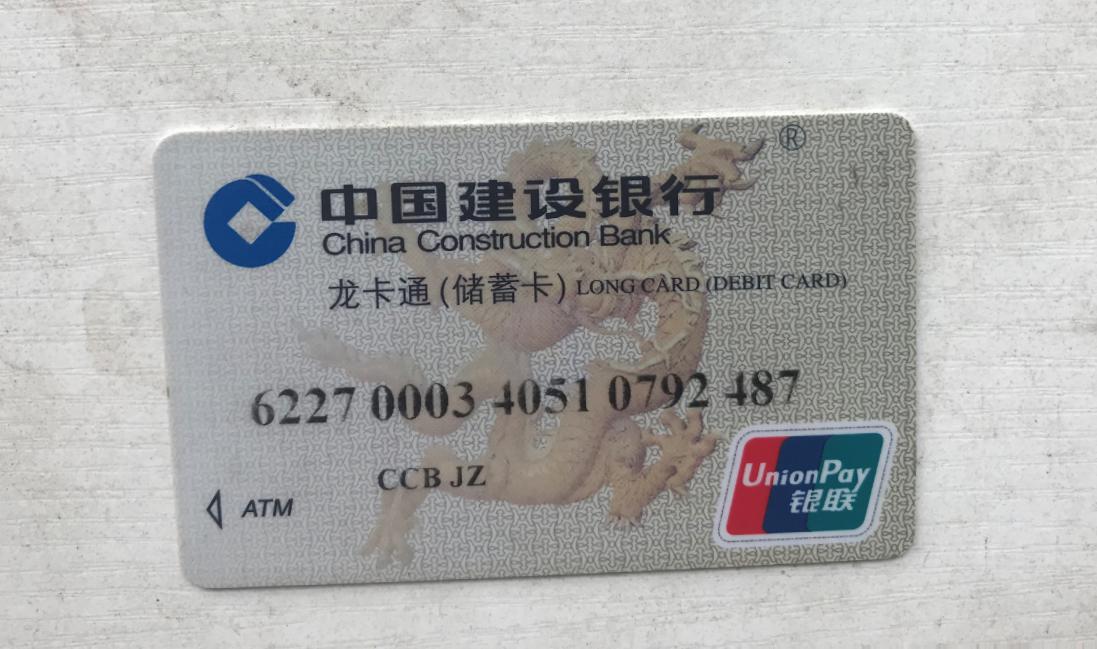 ®
中国建设银行
China Construction Bank
龙卡通(储蓄卡) LONG CARD (DEBIT CARD)
6227 0003 4051 0792 487
CCB JZ
ATM
UnionPay
银联